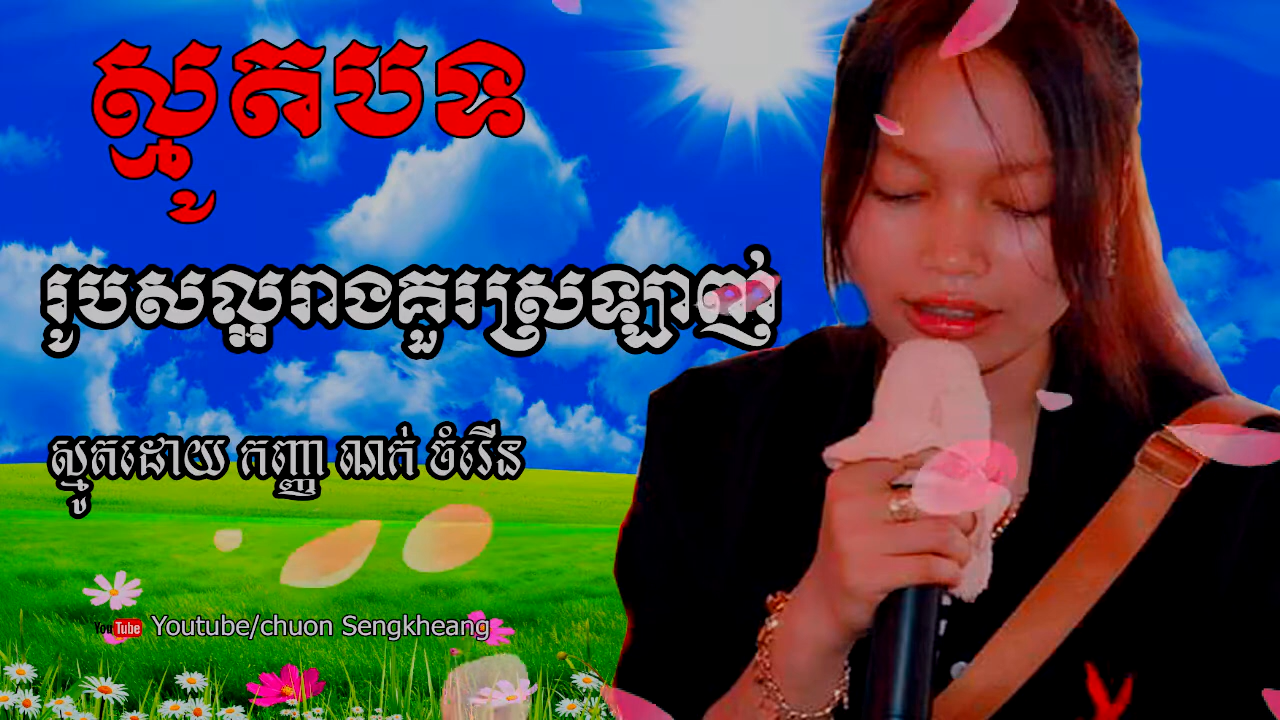 ស្មូតបទ
រូបសល្អរាងគួរស្រឡាញ់
ស្មូតដោយ កញ្ញា ណក់ ចំរើន
YouTube Youtube/chuon Sengkheang